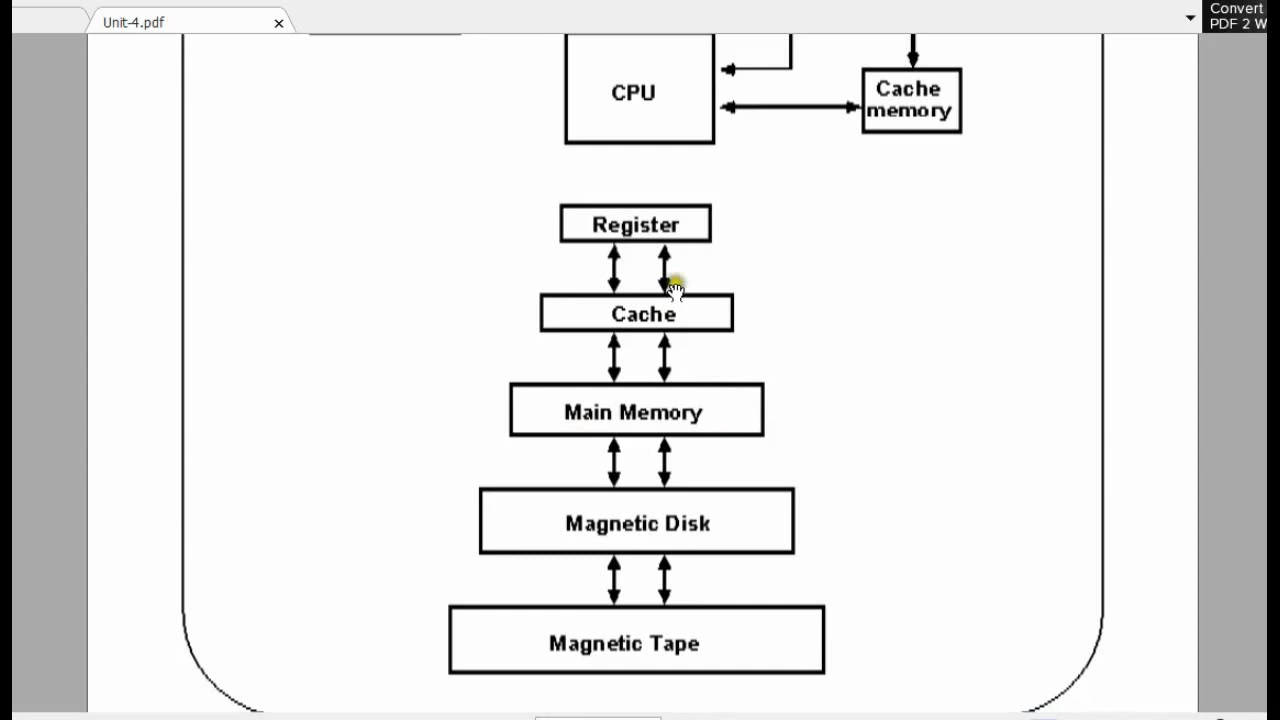 Unit-4.pdf
Convert
PDF 2 W
CPU
Cache
memory
Register
Cache
Main Memory
Magnetic Disk
Magnetic Tape